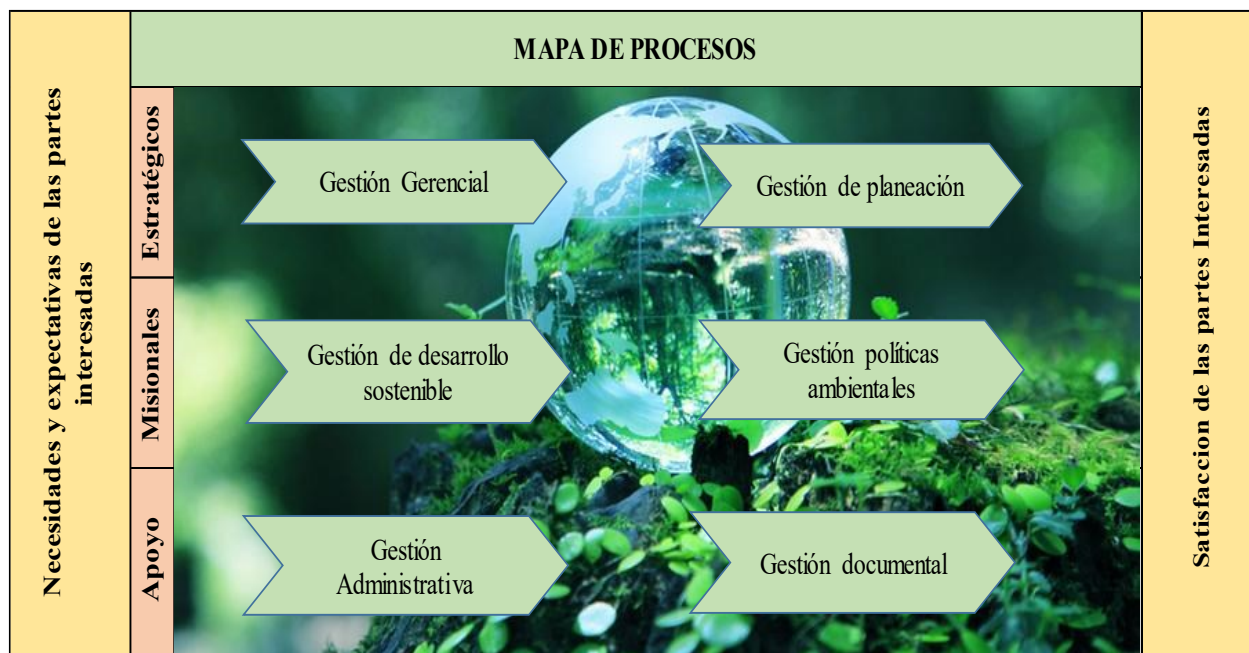 MAPA DE PROCESOS
Necesidades y expectativas de las partes
interesadas
Estratégicos
Gestión Gerencial
Gestión de planeación
Misionales
Gestión de desarrollo
sostenible
Gestión políticas
ambientales
Apoyo
Gestión
Administrativa
Gestión documental
Satisfaccion de las partes Interesadas